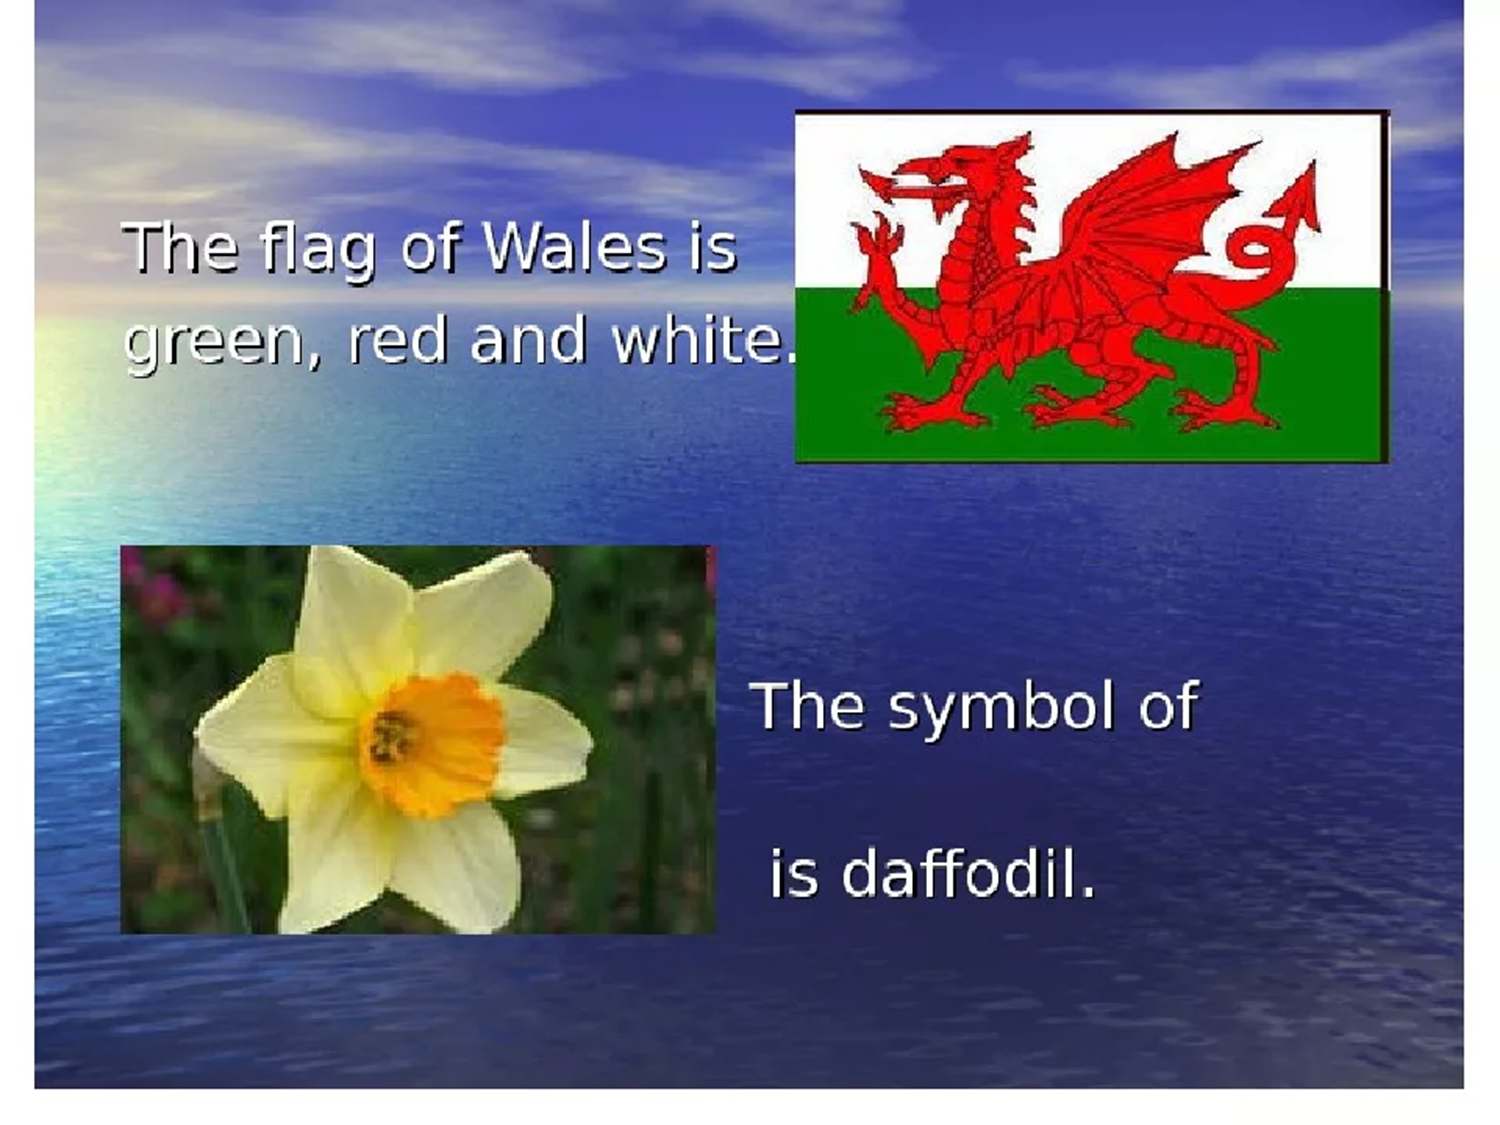 The flag of Wales is
green, red and white.
The symbol of
is daffodil.